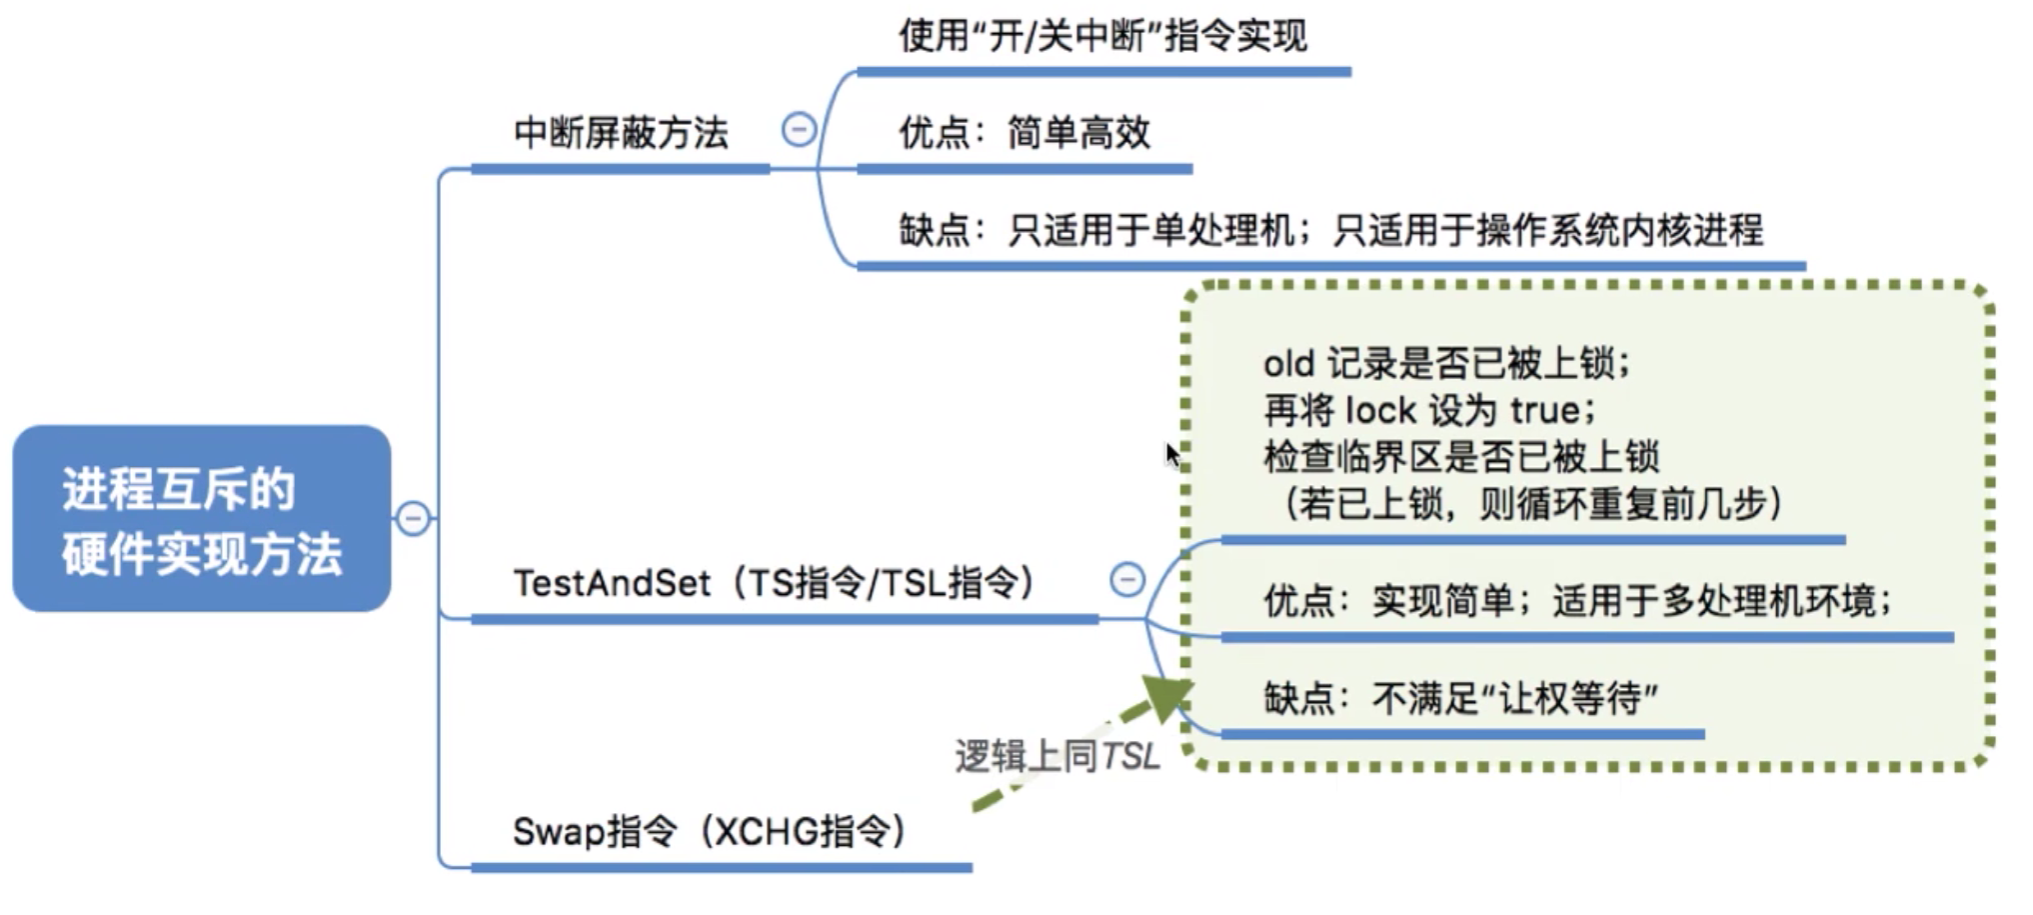 使用“开/关中断”指令实现
中断屏蔽方法
优点：简单高效
缺点：只适用于单处理机；只适用于操作系统内核进程
old 记录是否已被上锁；
再将 lock 设为 true；
检查临界区是否已被上锁
（若已上锁，则循环重复前几步）
进程互斥的
硬件实现方法
TestAndSet（TS指令/TSL指令）
优点：实现简单；适用于多处理机环境；
缺点：不满足“让权等待”
逻辑上同TSL
Swap指令（XCHG指令）